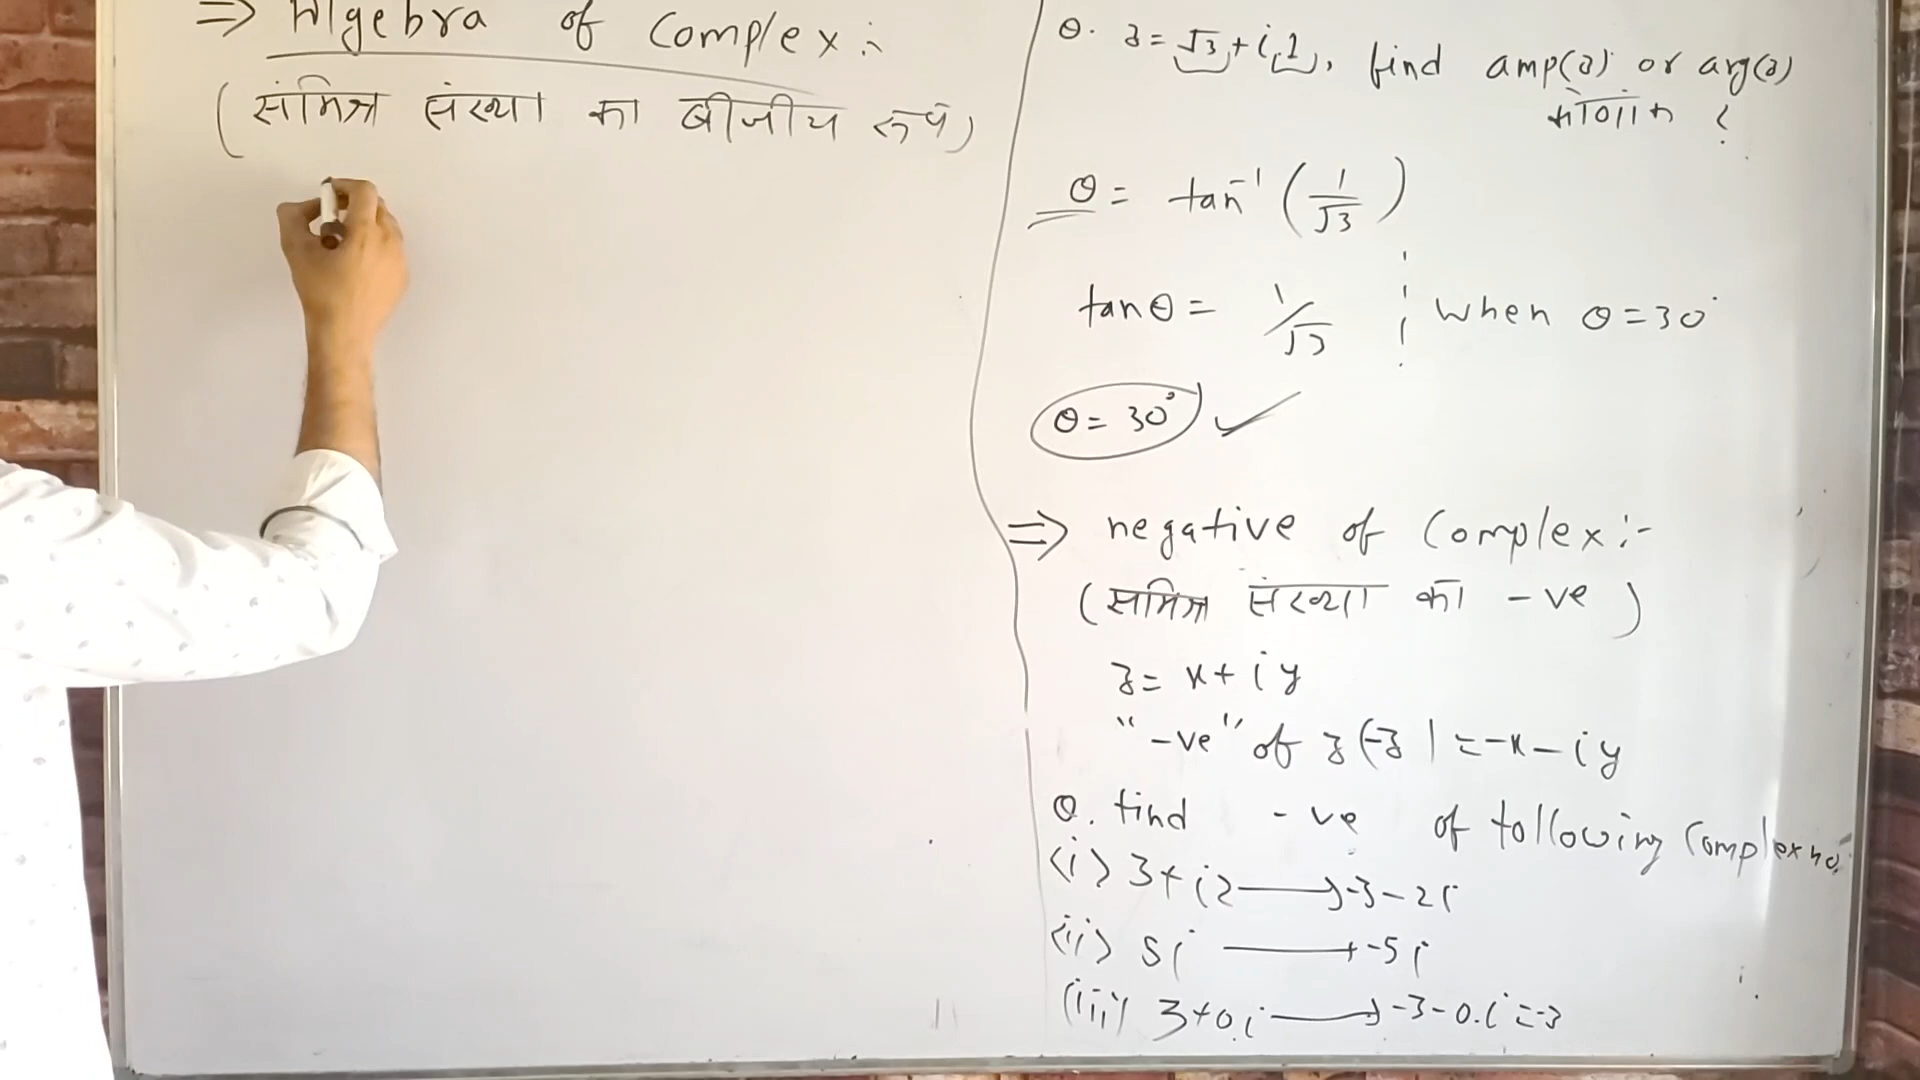 ⇒ Algebra of Complex :-
(संमिश्र संख्या का बीजीय रूप)
Q. z = √3 + i.1, find amp(z) or arg(z)
कोणांक ?
θ = tan⁻¹ (1/√3)
tanθ = 1/√3 ; when θ = 30°
θ = 30° ✓
⇒ negative of Complex :-
(समिश्र संख्या का -ve)
z = x + iy
"-ve" of z (-z) = -x - iy
Q. find -ve of following Complex no.
(i) 3 + i2 → -3 - 2i
(ii) 5i → -5i
(iii) 3 + 0.i → -3 - 0.i = -3